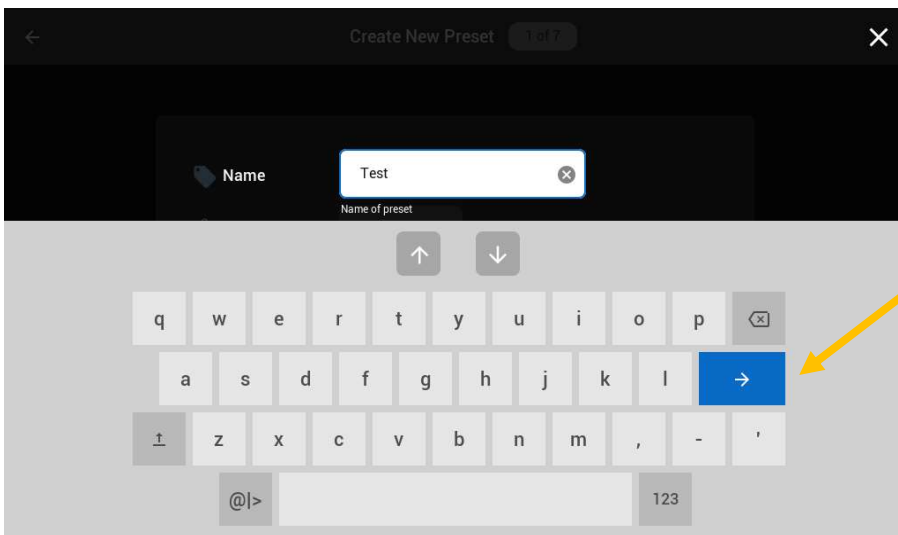 Create New Preset 1 of 7
Name
Test
Name of preset
q w e r t y u i o p
a s d f g h j k l
z x c v b n m , - '
@|> 123